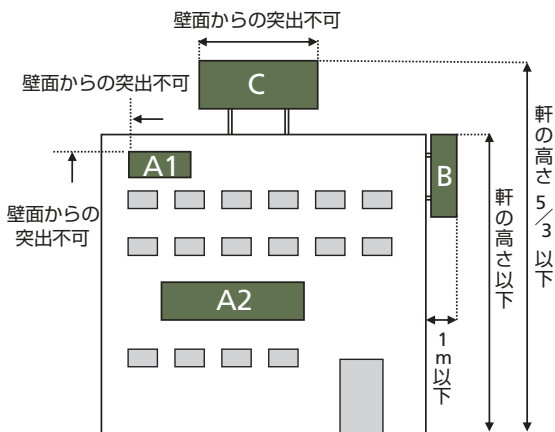 壁面からの突出不可
C
壁面からの突出不可
A1
壁面からの
突出不可
B
A2
1m以下
軒の高さ以下
軒の高さ5/3以下